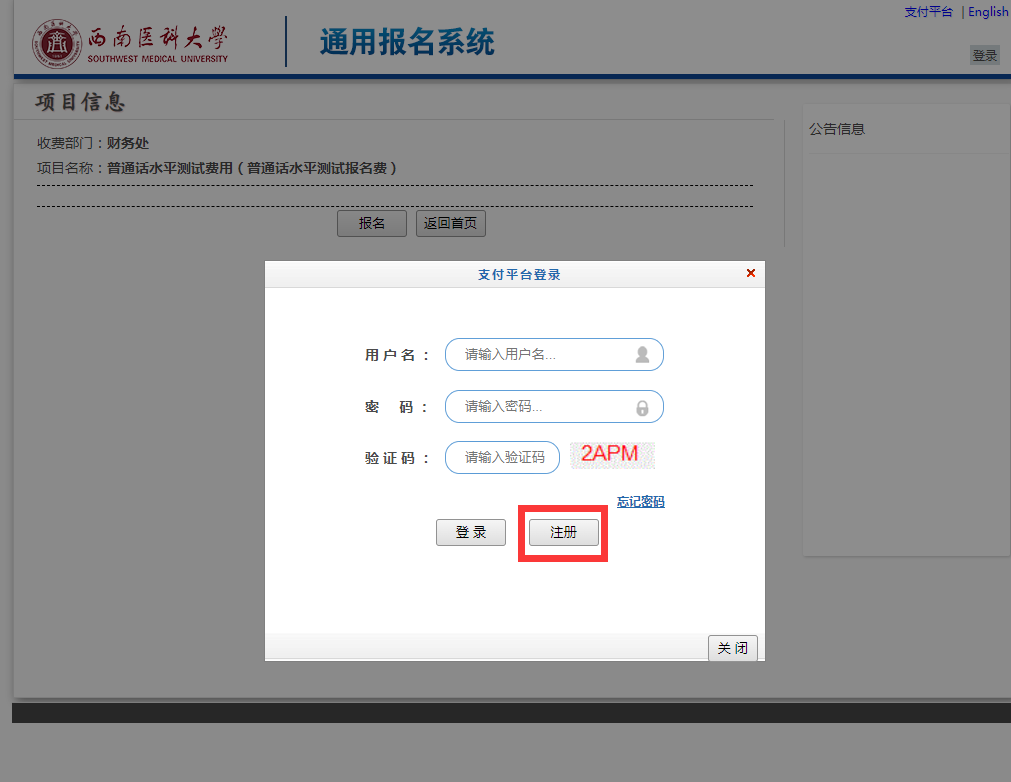 支付平台 | English
西南医科大学
SOUTHWEST MEDICAL UNIVERSITY
通用报名系统
登录
项目信息
收费部门：财务处
项目名称：普通话水平测试费用（普通话水平测试报名费）
报名 返回首页
公告信息
支付平台登录
用户名： 请输入用户名...
密 码： 请输入密码...
验证码： 请输入验证码 2APM
忘记密码
登 录 注册
关 闭